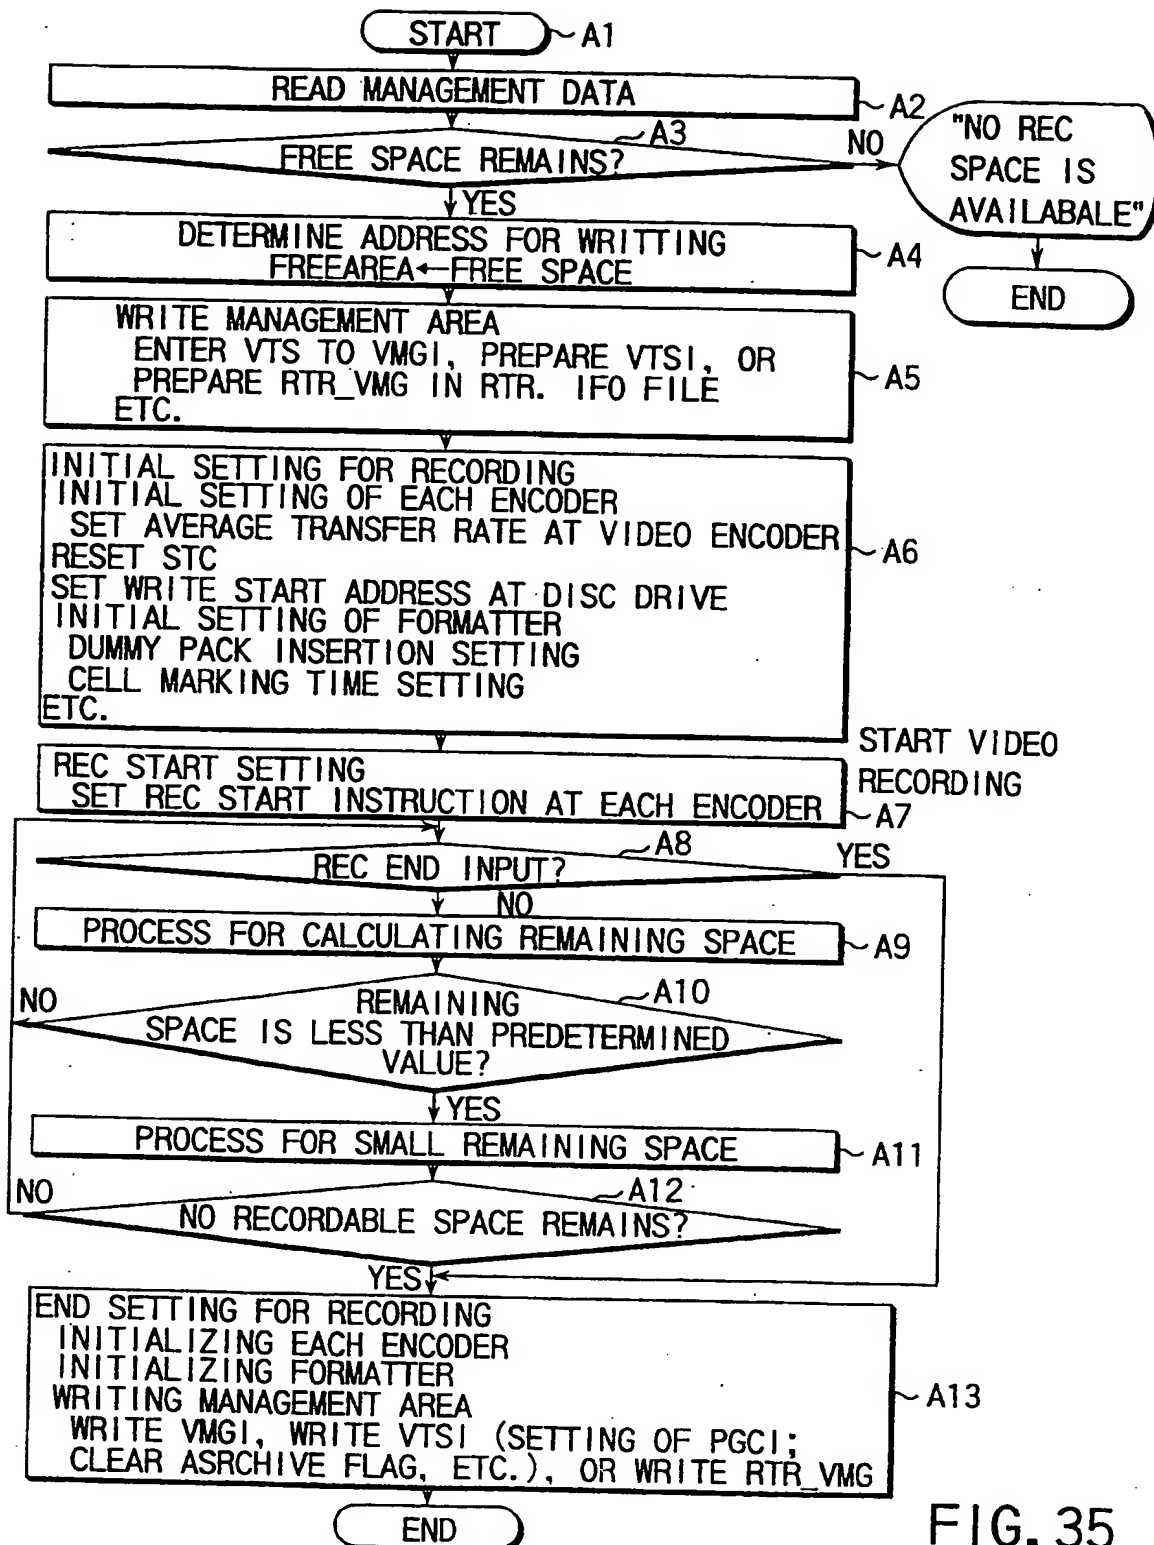 START
A1
READ MANAGEMENT DATA
A2
A3
FREE SPACE REMAINS?
NO
"NO REC
SPACE IS
AVAILABALE"
END
YES
DETERMINE ADDRESS FOR WRITTING
FREEAREA←FREE SPACE
A4
WRITE MANAGEMENT AREA
ENTER VTS TO VMGI, PREPARE VTSI, OR
PREPARE RTR_VMG IN RTR. IFO FILE
ETC.
A5
INITIAL SETTING FOR RECORDING
INITIAL SETTING OF EACH ENCODER
SET AVERAGE TRANSFER RATE AT VIDEO ENCODER
RESET STC
SET WRITE START ADDRESS AT DISC DRIVE
INITIAL SETTING OF FORMATTER
DUMMY PACK INSERTION SETTING
CELL MARKING TIME SETTING
ETC.
A6
START VIDEO
RECORDING
REC START SETTING
SET REC START INSTRUCTION AT EACH ENCODER
A7
A8
REC END INPUT?
YES
NO
PROCESS FOR CALCULATING REMAINING SPACE
A9
A10
NO
REMAINING
SPACE IS LESS THAN PREDETERMINED
VALUE?
YES
PROCESS FOR SMALL REMAINING SPACE
A11
A12
NO
NO RECORDABLE SPACE REMAINS?
YES
END SETTING FOR RECORDING
INITIALIZING EACH ENCODER
INITIALIZING FORMATTER
WRITING MANAGEMENT AREA
WRITE VMGI, WRITE VTSI (SETTING OF PGCI;
CLEAR ASRCHIVE FLAG, ETC.), OR WRITE RTR_VMG
A13
END
FIG. 35